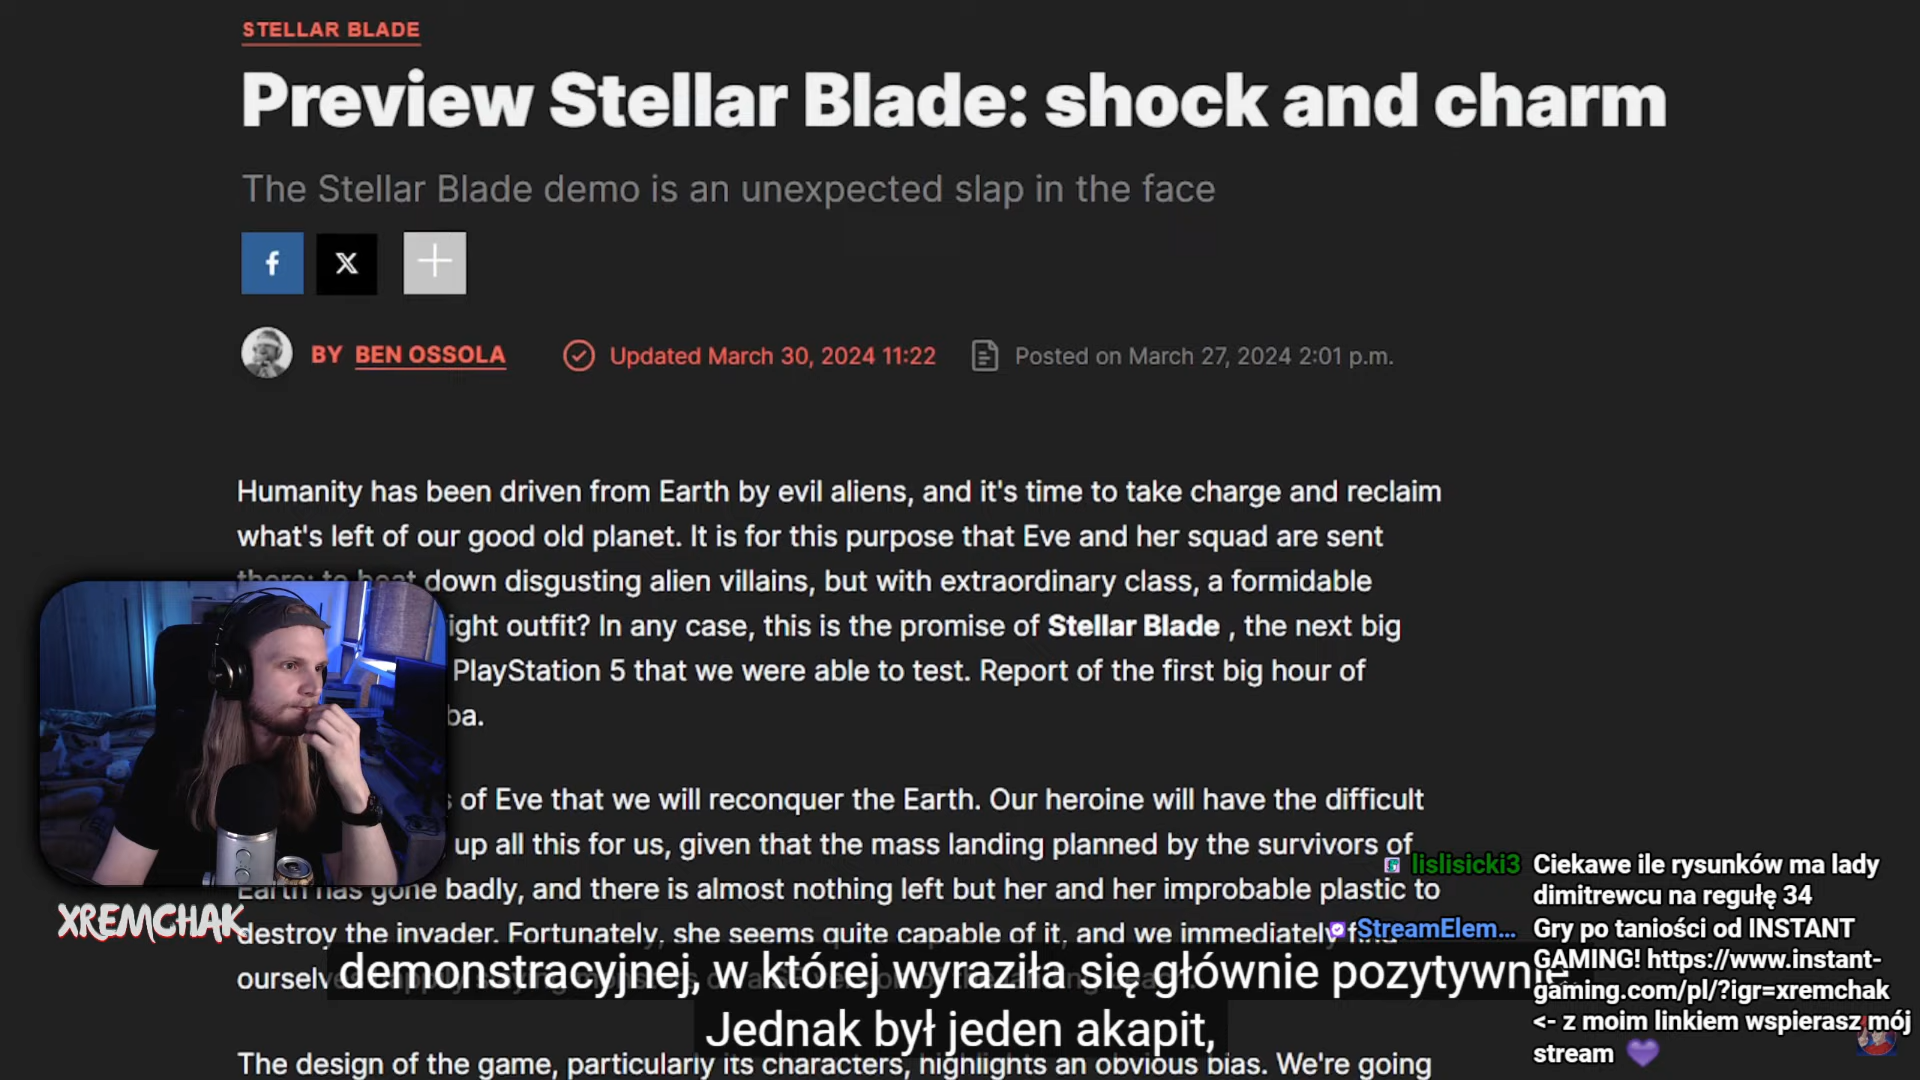 STELLAR BLADE
Preview Stellar Blade: shock and charm
The Stellar Blade demo is an unexpected slap in the face
BY BEN OSSOLA
Updated March 30, 2024 11:22
Posted on March 27, 2024 2:01 p.m.
Humanity has been driven from Earth by evil aliens, and it's time to take charge and reclaim
what's left of our good old planet. It is for this purpose that Eve and her squad are sent
there: to beat down disgusting alien villains, but with extraordinary class, a formidable
ight outfit? In any case, this is the promise of Stellar Blade , the next big
PlayStation 5 that we were able to test. Report of the first big hour of
ba.
of Eve that we will reconquer the Earth. Our heroine will have the difficult
up all this for us, given that the mass landing planned by the survivors of
Earth has gone badly, and there is almost nothing left but her and her improbable plastic to
destroy the invader. Fortunately, she seems quite capable of it, and we immediately find
The design of the game, particularly its characters, highlights an obvious bias. We're going
XREMCHAK
demonstracyjnej, w której wyraziła się głównie pozytywnie.
Jednak był jeden akapit,
lislisicki3 Ciekawe ile rysunków ma lady
dimitrewcu na regułę 34
StreamElem... Gry po taniości od INSTANT
GAMING! https://www.instant-
gaming.com/pl/?igr=xremchak
<- z moim linkiem wspierasz mój
stream